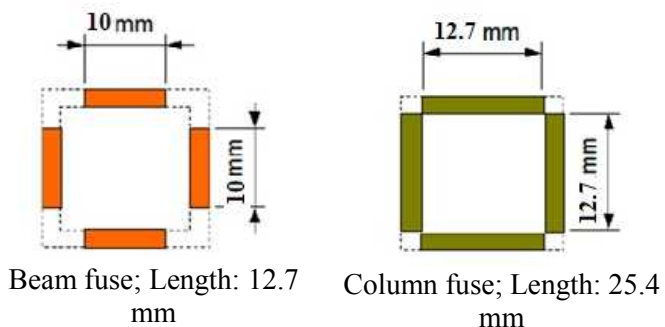 10 mm
12.7 mm
10 mm
12.7 mm
Beam fuse; Length: 12.7
mm
Column fuse; Length: 25.4
mm